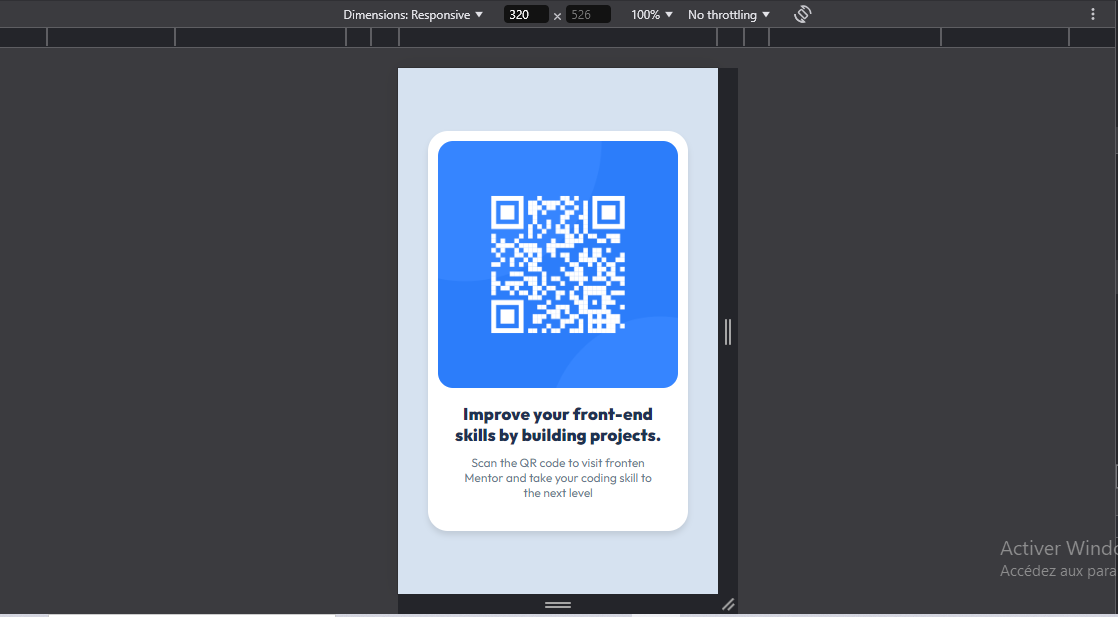 Dimensions: Responsive 320 × 526 100% No throttling
Improve your front-end
skills by building projects.
Scan the QR code to visit fronten
Mentor and take your coding skill to
the next level
Activer Windo
Accédez aux para